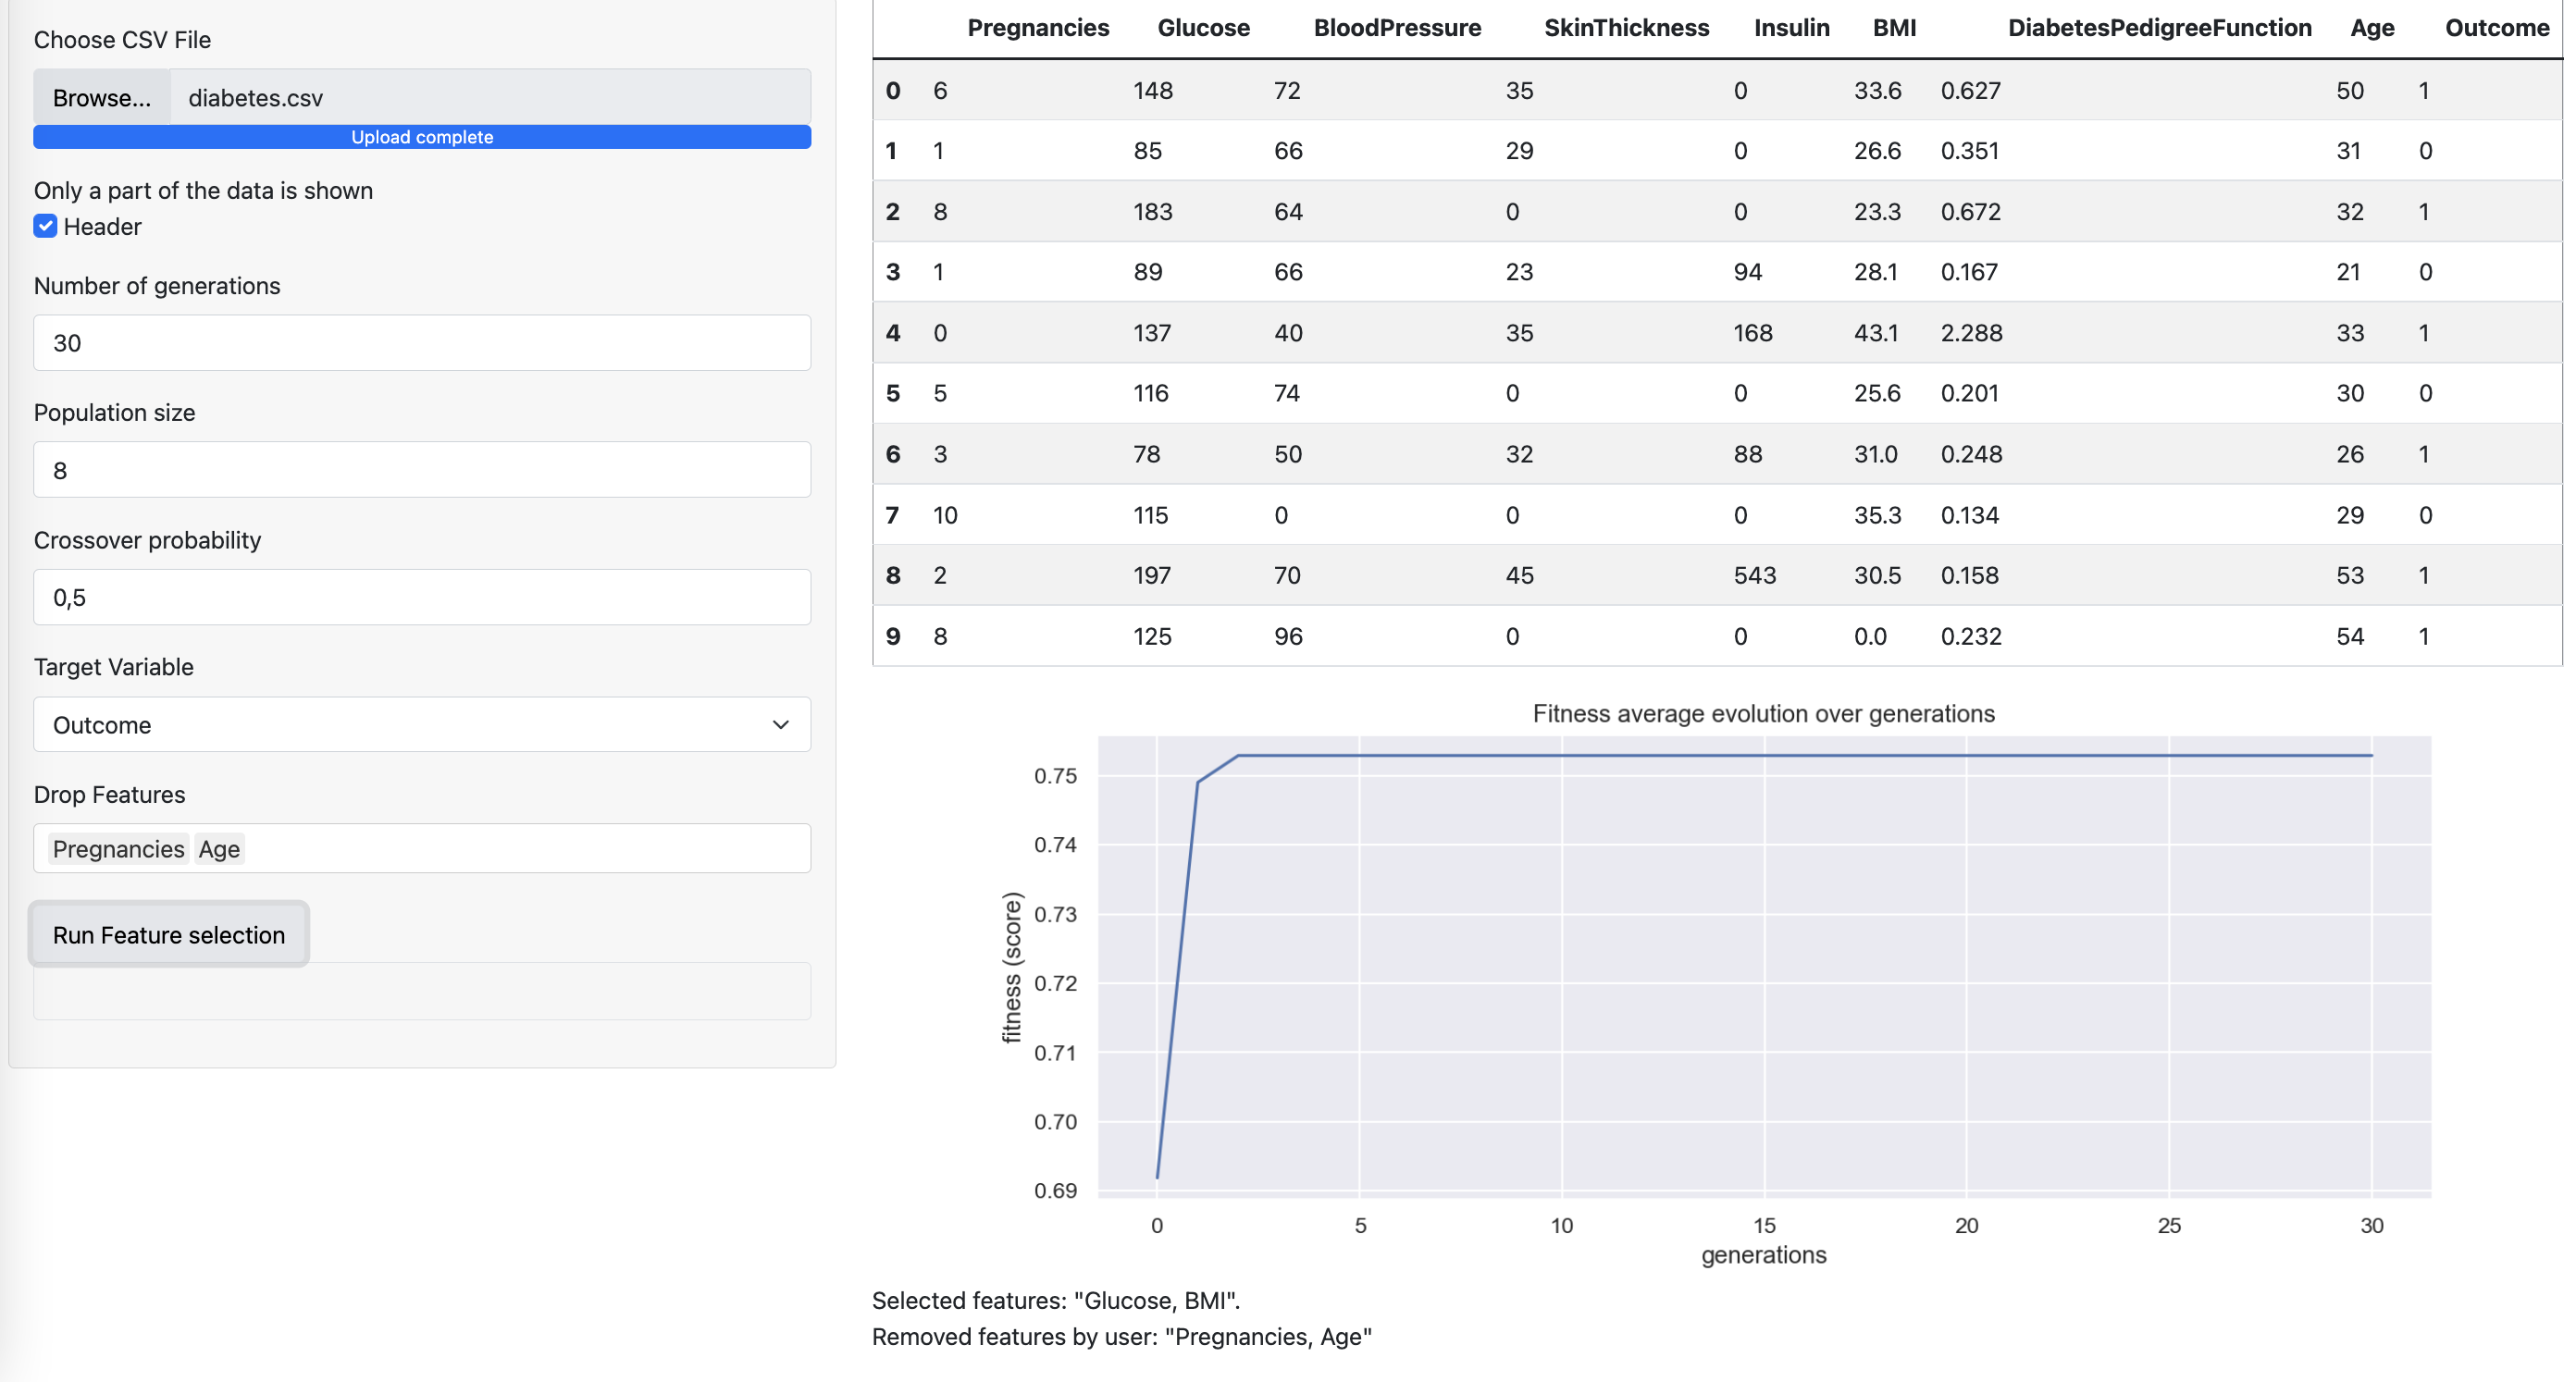 Choose CSV File
Browse... diabetes.csv
Upload complete
Only a part of the data is shown
Header
Number of generations
30
Population size
8
Crossover probability
0,5
Target Variable
Outcome
Drop Features
Pregnancies Age
Run Feature selection
Pregnancies Glucose BloodPressure SkinThickness Insulin BMI DiabetesPedigreeFunction Age Outcome
0 6 148 72 35 0 33.6 0.627 50 1
1 1 85 66 29 0 26.6 0.351 31 0
2 8 183 64 0 0 23.3 0.672 32 1
3 1 89 66 23 94 28.1 0.167 21 0
4 0 137 40 35 168 43.1 2.288 33 1
5 5 116 74 0 0 25.6 0.201 30 0
6 3 78 50 32 88 31.0 0.248 26 1
7 10 115 0 0 0 35.3 0.134 29 0
8 2 197 70 45 543 30.5 0.158 53 1
9 8 125 96 0 0 0.0 0.232 54 1
Fitness average evolution over generations
fitness (score)
0.75
0.74
0.73
0.72
0.71
0.70
0.69
0 5 10 15 20 25 30
generations
Selected features: "Glucose, BMI".
Removed features by user: "Pregnancies, Age"